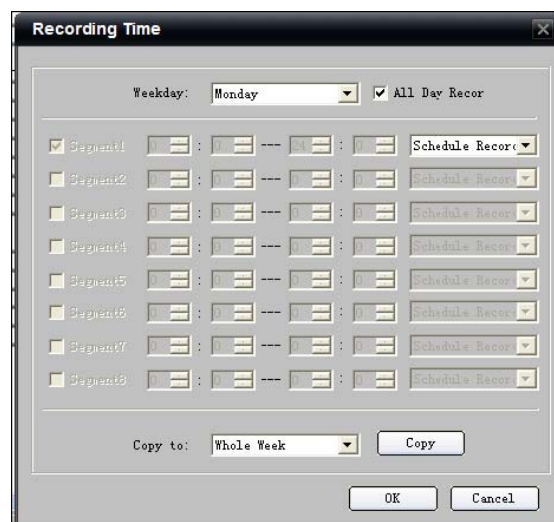 Recording Time
Weekday: Monday All Day Recor
Segment1 0 : 0 --- 24 : 0 Schedule Recor
Segment2 0 : 0 --- 0 : 0 Schedule Recor
Segment3 0 : 0 --- 0 : 0 Schedule Recor
Segment4 0 : 0 --- 0 : 0 Schedule Recor
Segment5 0 : 0 --- 0 : 0 Schedule Recor
Segment6 0 : 0 --- 0 : 0 Schedule Recor
Segment7 0 : 0 --- 0 : 0 Schedule Recor
Segment8 0 : 0 --- 0 : 0 Schedule Recor
Copy to: Whole Week Copy
OK Cancel